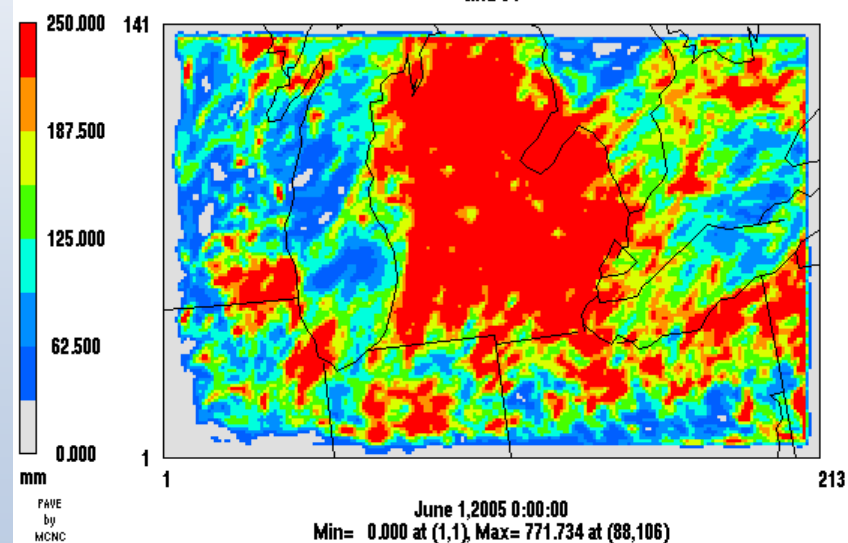 250.000
187.500
125.000
62.500
0.000
mm
PAVE
by
MCNC
141
1
1
213
June 1,2005 0:00:00
Min= 0.000 at (1,1), Max= 771.734 at (88,106)